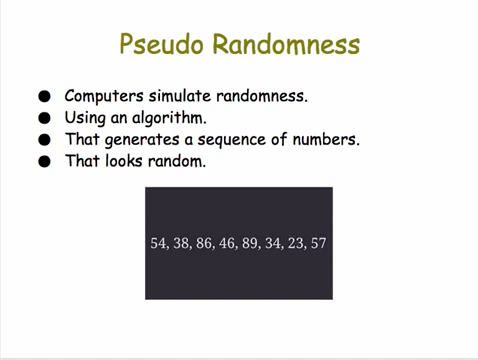 Pseudo Randomness
● Computers simulate randomness.
● Using an algorithm.
● That generates a sequence of numbers.
● That looks random.
54, 38, 86, 46, 89, 34, 23, 57